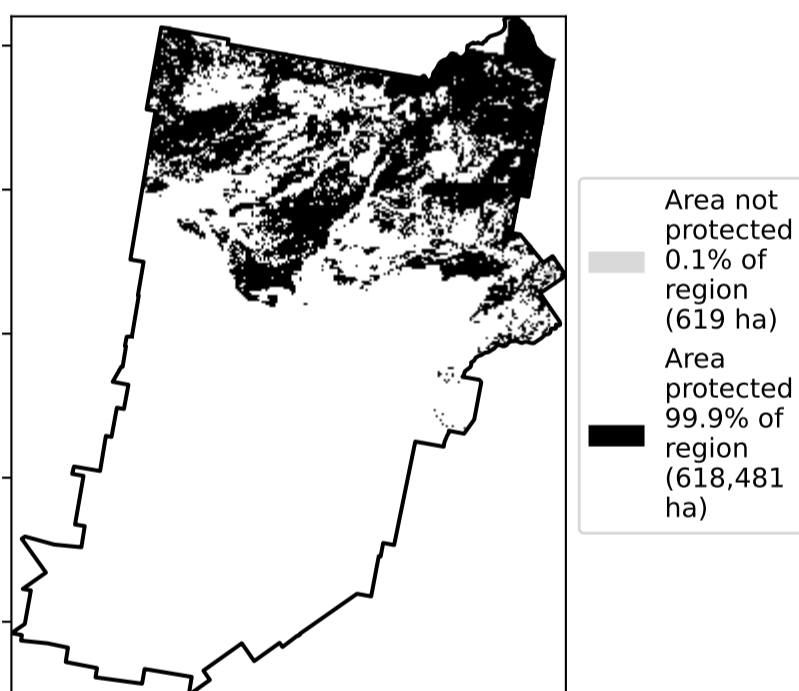 Area not
protected
0.1% of
region
(619 ha)
Area
protected
99.9% of
region
(618,481
ha)